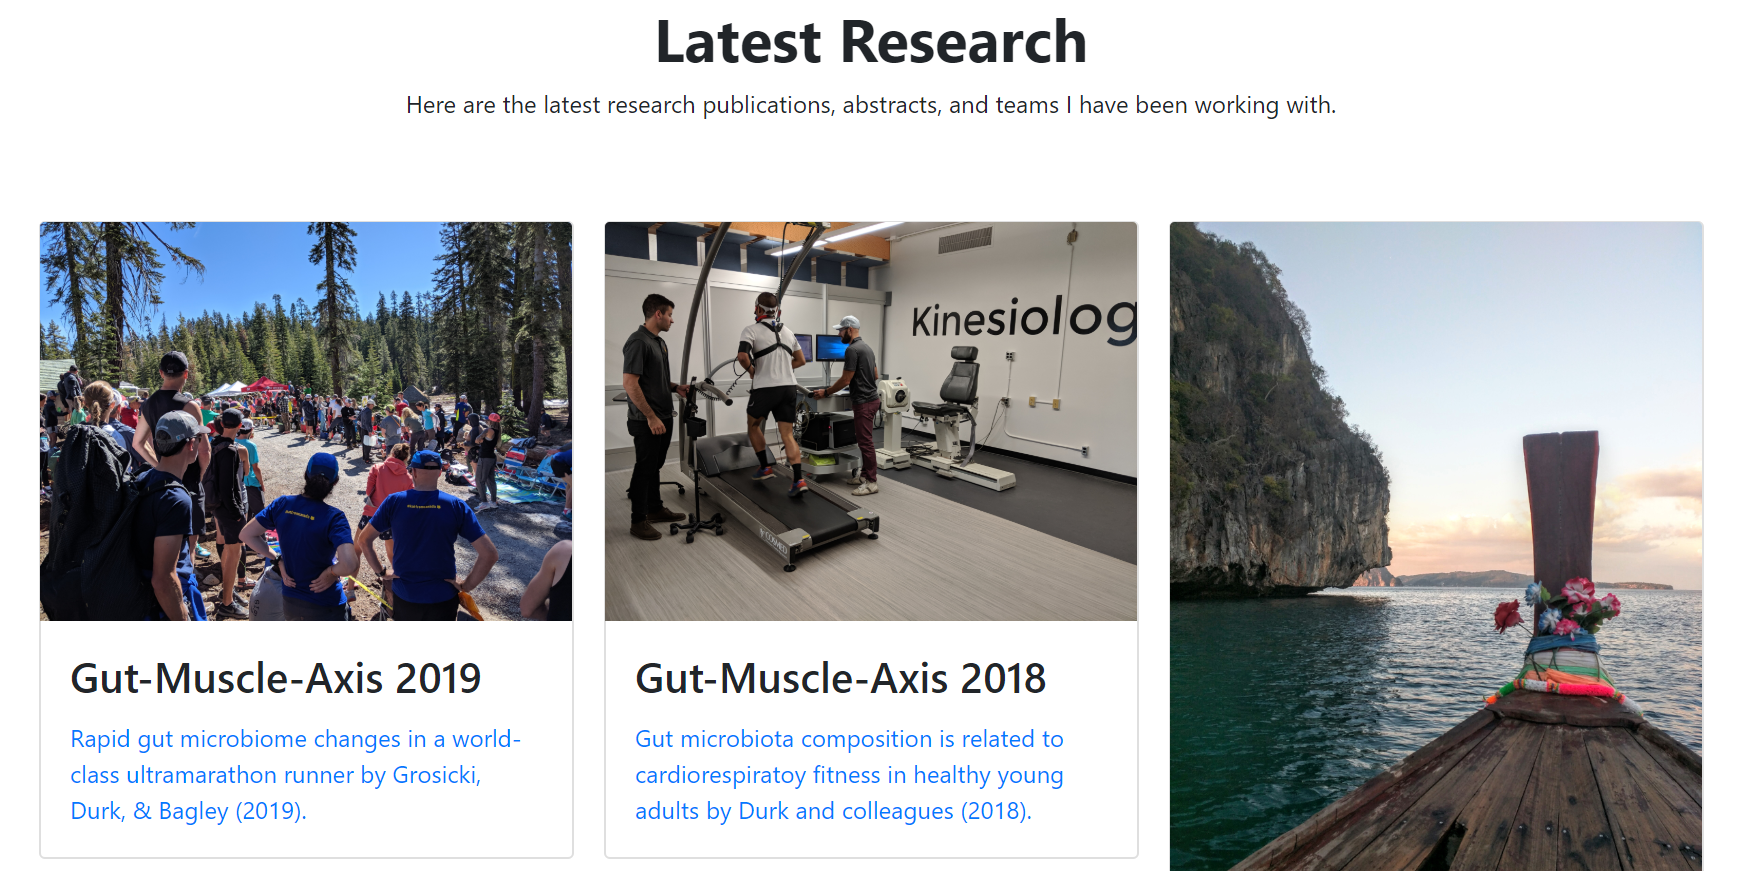 Latest Research
Here are the latest research publications, abstracts, and teams I have been working with.
Kinesiolog
COSMED
Gut-Muscle-Axis 2019
Rapid gut microbiome changes in a world-
class ultramarathon runner by Grosicki,
Durk, & Bagley (2019).
Gut-Muscle-Axis 2018
Gut microbiota composition is related to
cardiorespiratoy fitness in healthy young
adults by Durk and colleagues (2018).